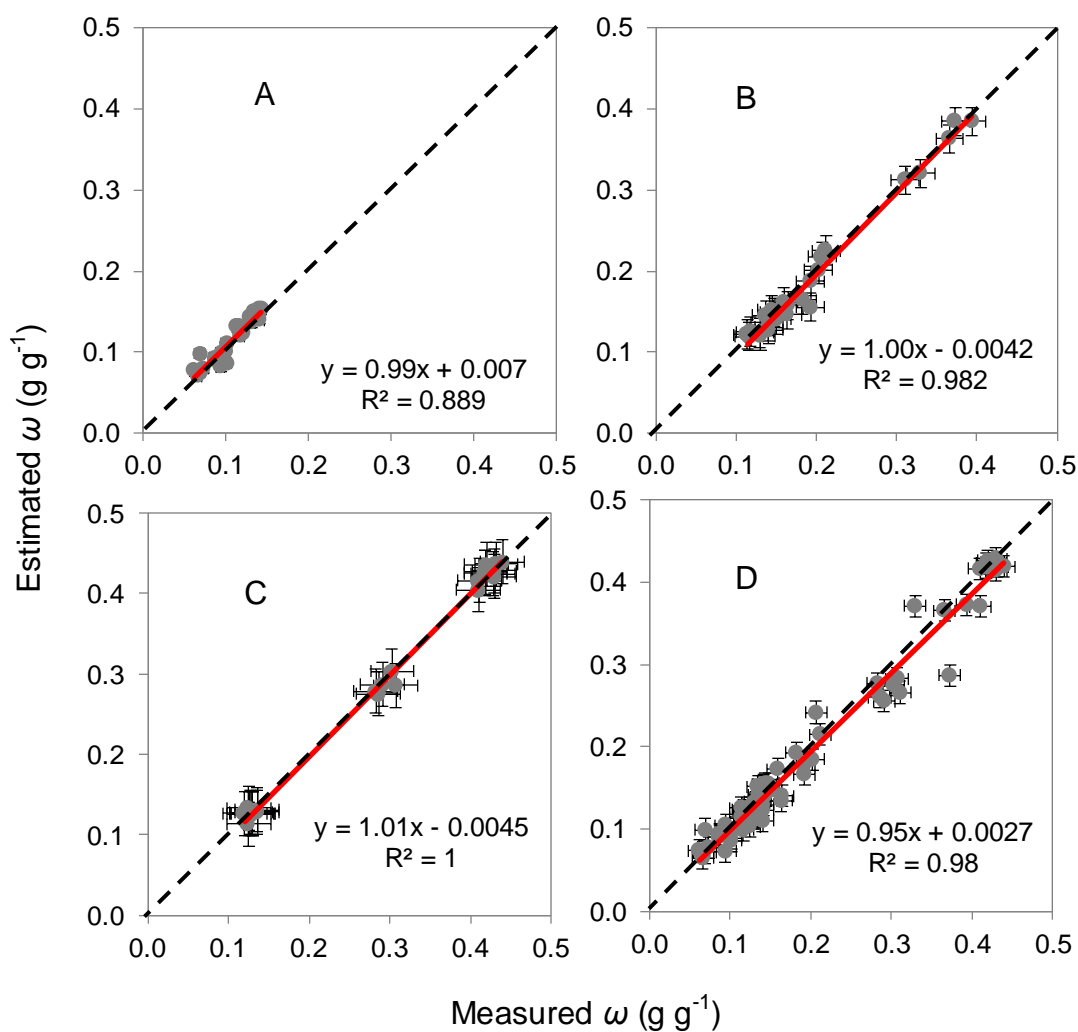 Estimated ω (g g⁻¹)
0.5
0.4
0.3
0.2
0.1
0.0
A
y = 0.99x + 0.007
R² = 0.889
0.0 0.1 0.2 0.3 0.4 0.5
0.5
0.4
0.3
0.2
0.1
0.0
B
y = 1.00x - 0.0042
R² = 0.982
0.0 0.1 0.2 0.3 0.4 0.5
0.5
0.4
0.3
0.2
0.1
0.0
C
y = 1.01x - 0.0045
R² = 1
0.0 0.1 0.2 0.3 0.4 0.5
0.5
0.4
0.3
0.2
0.1
0.0
D
y = 0.95x + 0.0027
R² = 0.98
0.0 0.1 0.2 0.3 0.4 0.5
Measured ω (g g⁻¹)